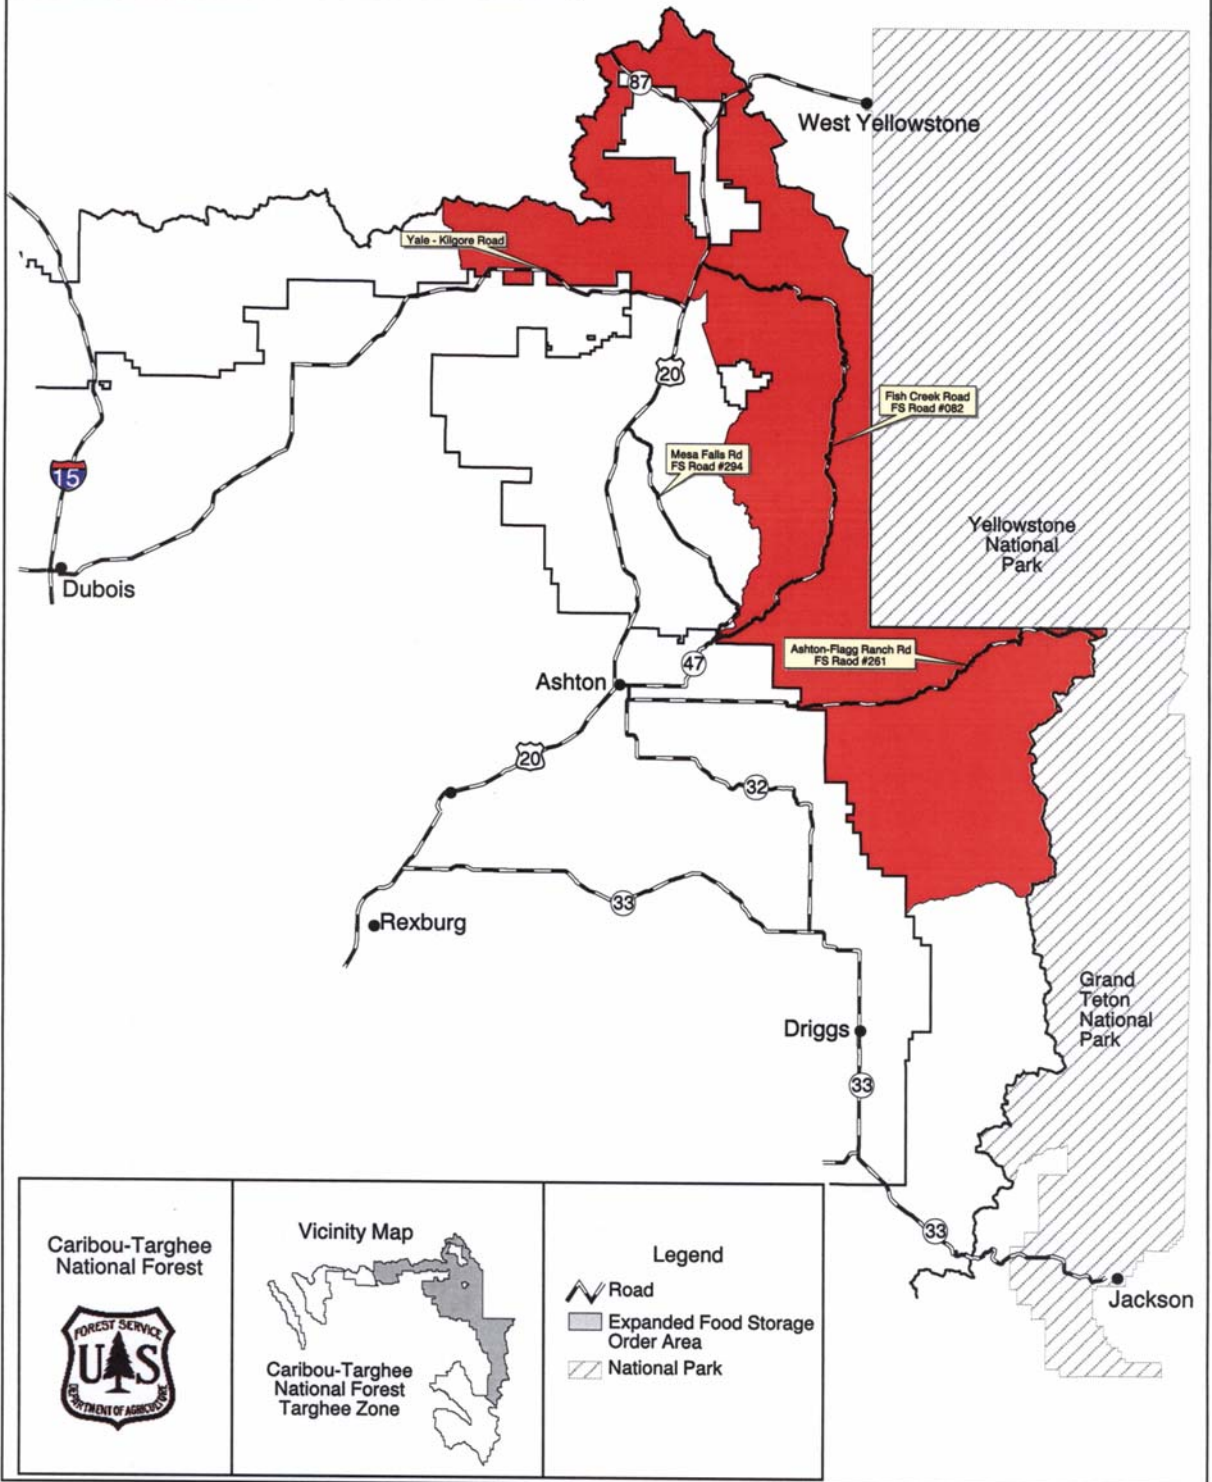 87
West Yellowstone
Yale - Kilgore Road
20
Fish Creek Road
FS Road #082
Mesa Falls Rd
FS Road #294
15
Yellowstone
National
Park
Dubois
Ashton-Flagg Ranch Rd
FS Raod #261
47
Ashton
20
32
33
Rexburg
Grand
Teton
National
Park
Driggs
33
33
Jackson
Caribou-Targhee
National Forest
FOREST SERVICE
U S
DEPARTMENT OF AGRICULTURE
Vicinity Map
Caribou-Targhee
National Forest
Targhee Zone
Legend
Road
Expanded Food Storage
Order Area
National Park